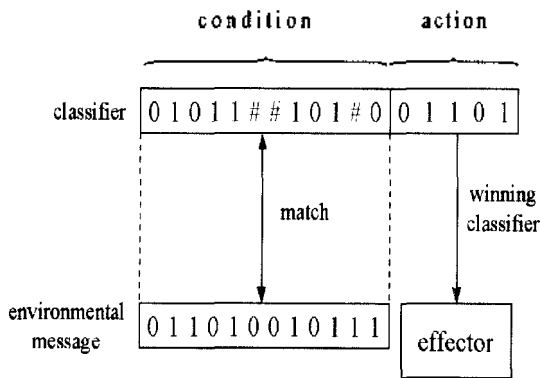 condition action
classifier 0 1 0 1 1 # # 1 0 1 # 0 0 1 1 0 1
match
winning
classifier
environmental
message
0 1 1 0 1 0 0 1 0 1 1 1
effector